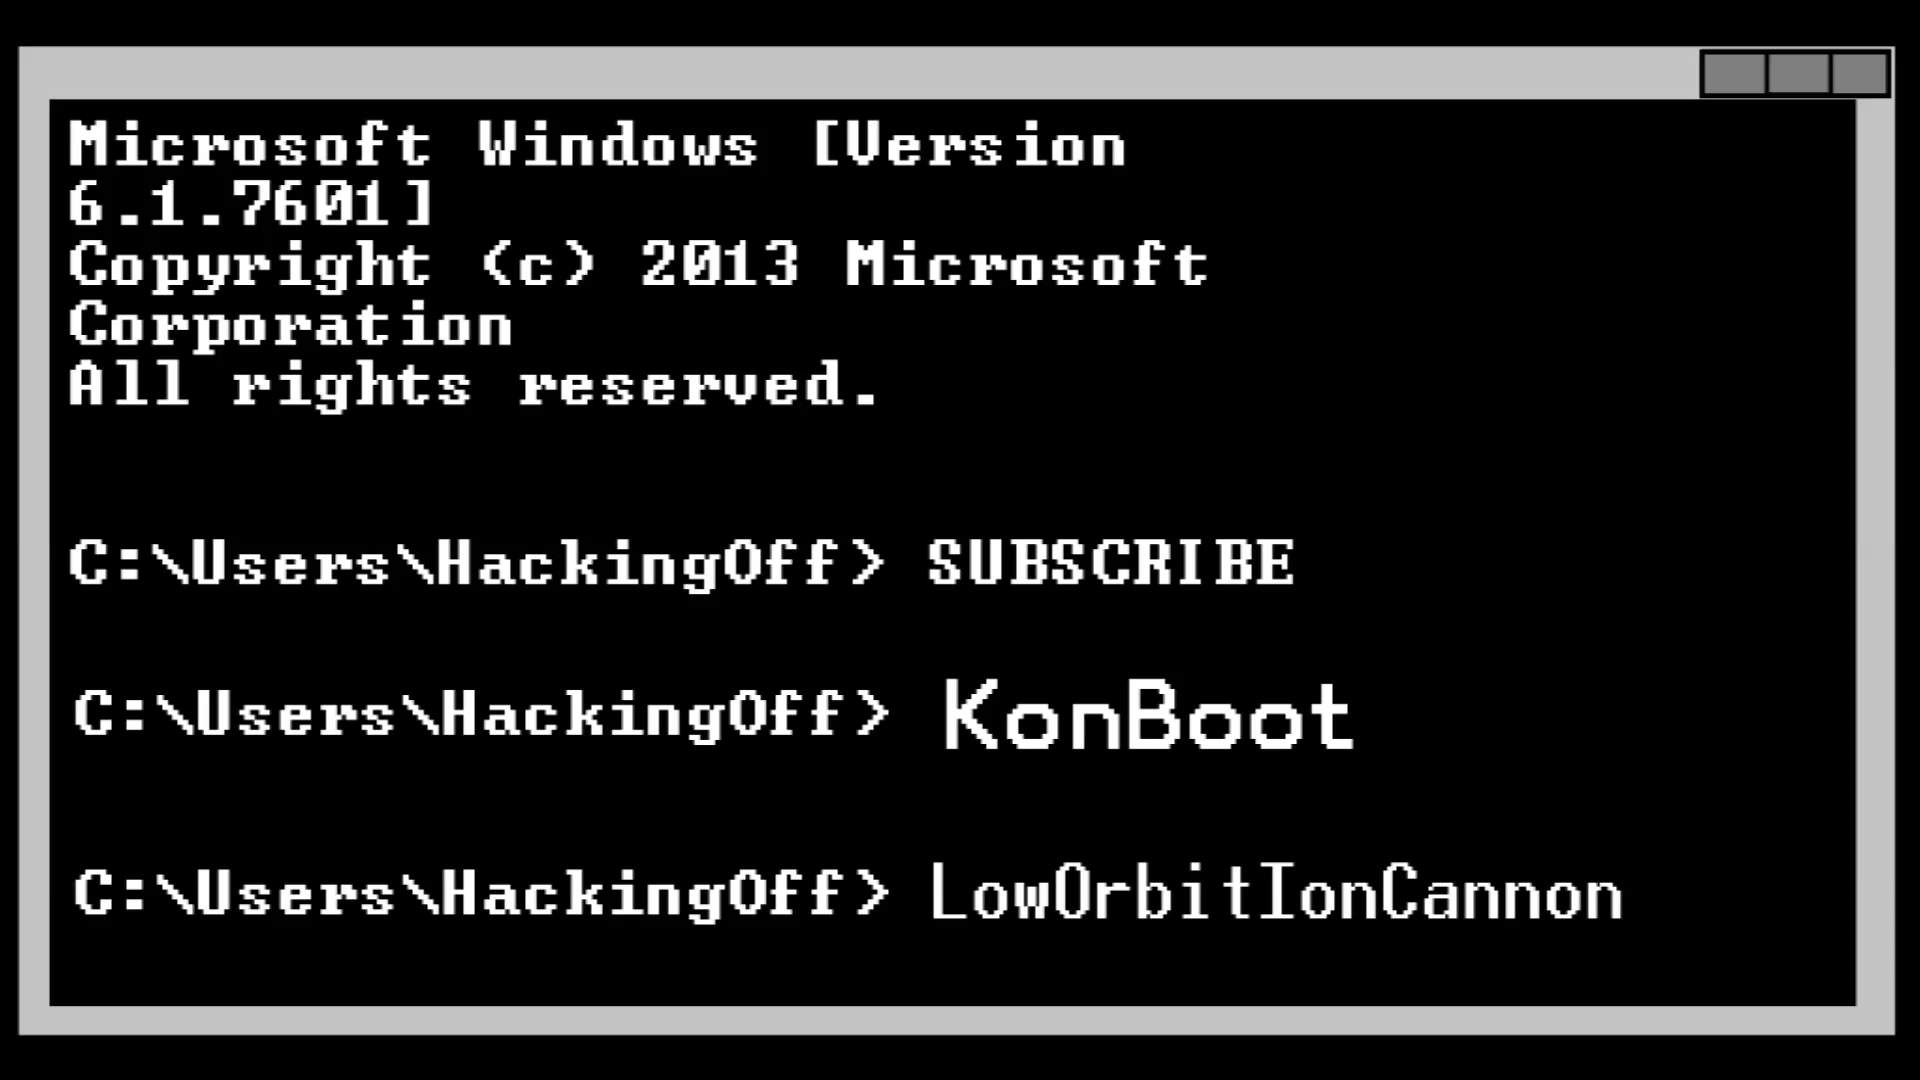 Microsoft Windows [Version
6.1.7601]
Copyright (c) 2013 Microsoft
Corporation
All rights reserved.
C:\Users\HackingOff> SUBSCRIBE
C:\Users\HackingOff> KonBoot
C:\Users\HackingOff> LowOrbitIonCannon